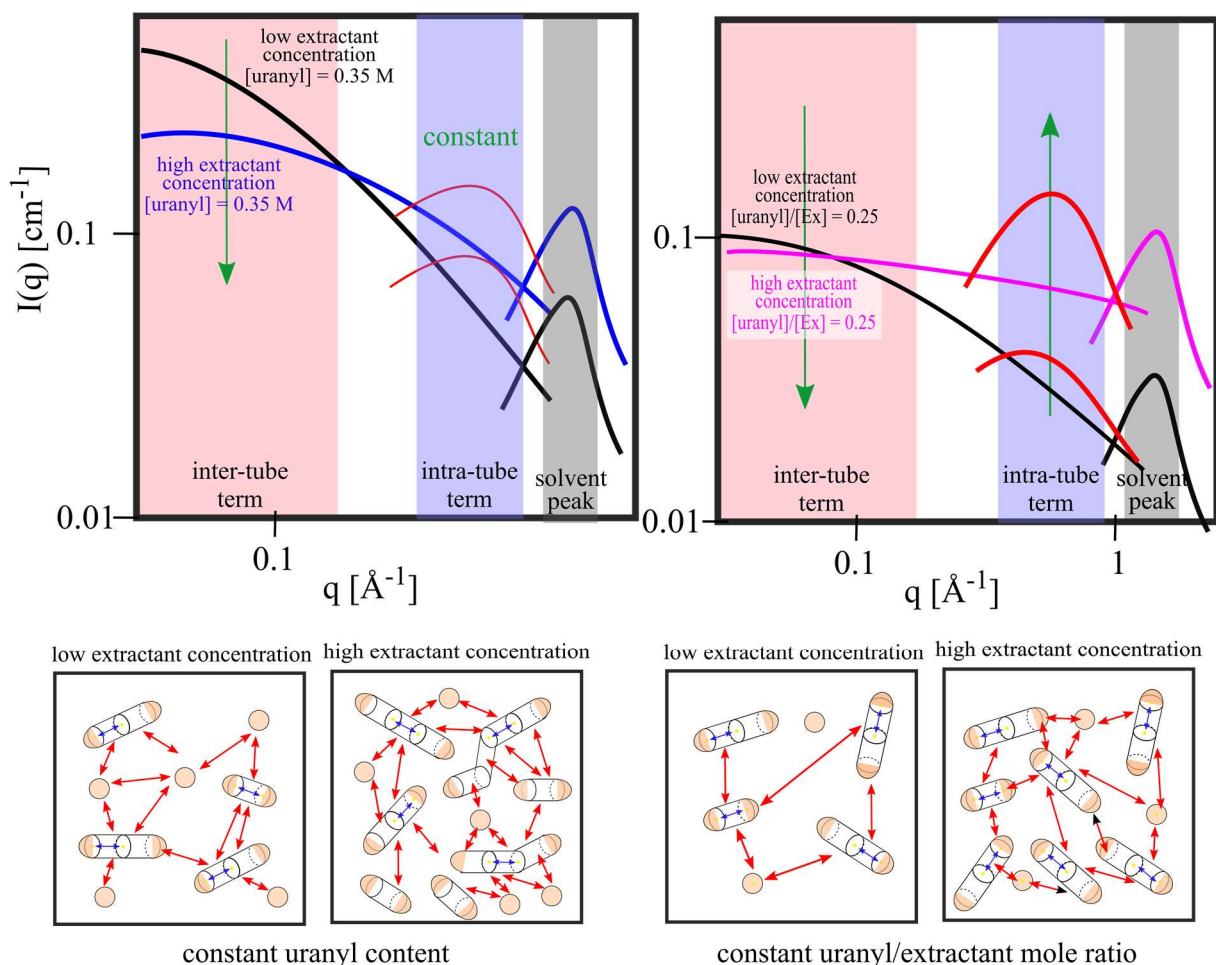 low extractant
concentration
[uranyl] = 0.35 M
constant
high extractant
concentration
[uranyl] = 0.35 M
inter-tube
term
intra-tube
term
solvent
peak
0.1
0.01
I(q) [cm-1]
0.1
q [Å-1]
low extractant
concentration
[uranyl]/[Ex] = 0.25
high extractant
concentration
[uranyl]/[Ex] = 0.25
inter-tube
term
intra-tube
term
solvent
peak
0.1
0.01
0.1
1
q [Å-1]
low extractant concentration
high extractant concentration
low extractant concentration
high extractant concentration
constant uranyl content
constant uranyl/extractant mole ratio